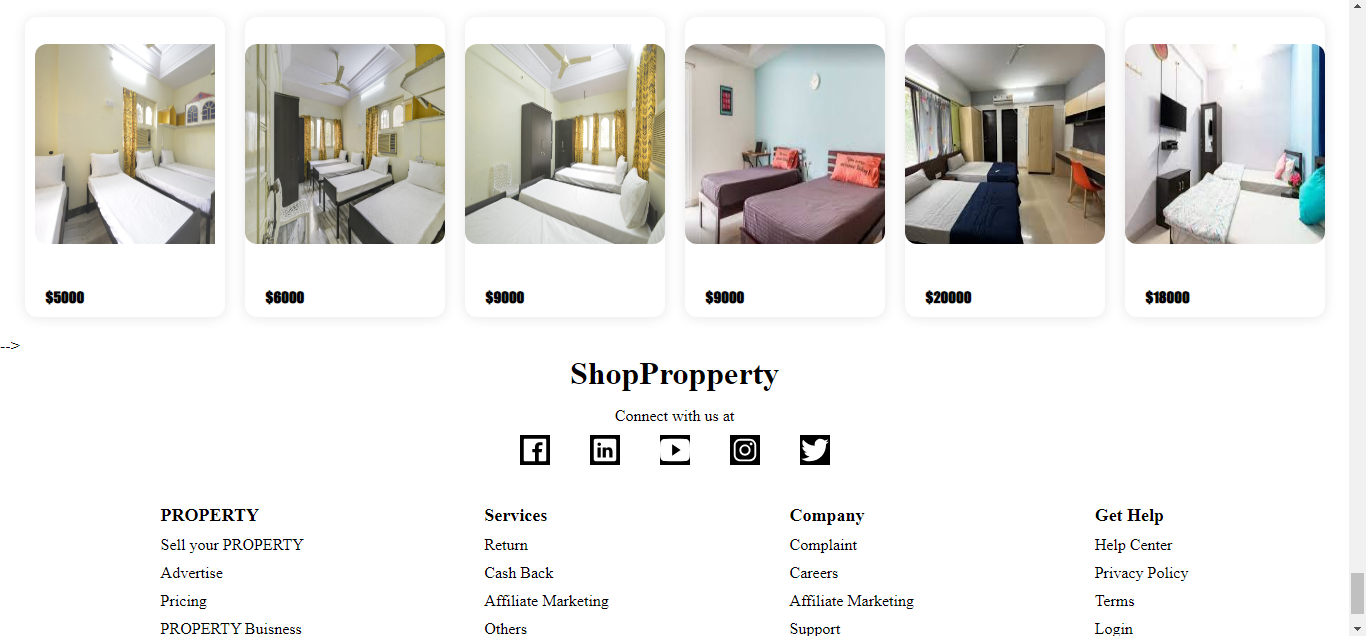 $5000 $6000 $9000 $9000 $20000 $18000
-->
ShopPropperty
Connect with us at
PROPERTY Services Company Get Help
Sell your PROPERTY Return Complaint Help Center
Advertise Cash Back Careers Privacy Policy
Pricing Affiliate Marketing Affiliate Marketing Terms
PROPERTY Buisness Others Support Login